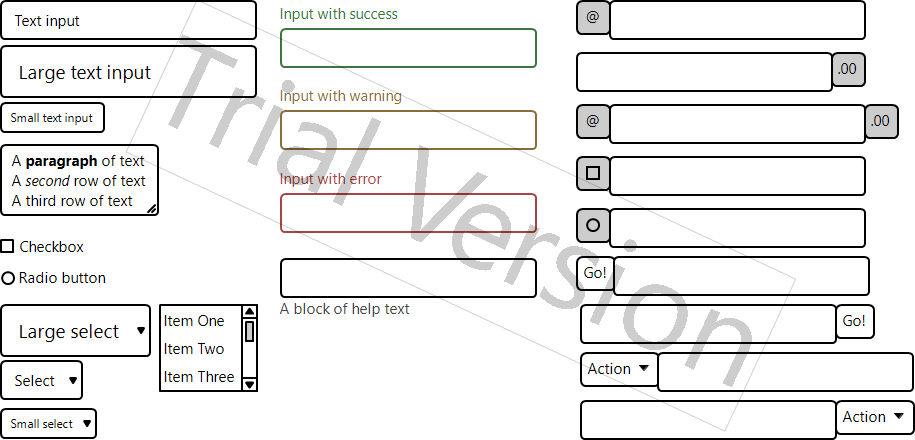 Text input
Large text input
Small text input
A paragraph of text
A second row of text
A third row of text
Checkbox
Radio button
Large select
Select
Small select
Item One
Item Two
Item Three
Input with success
Input with warning
Input with error
A block of help text
@
.00
@ .00
Go!
Go!
Action
Action
Trial Version